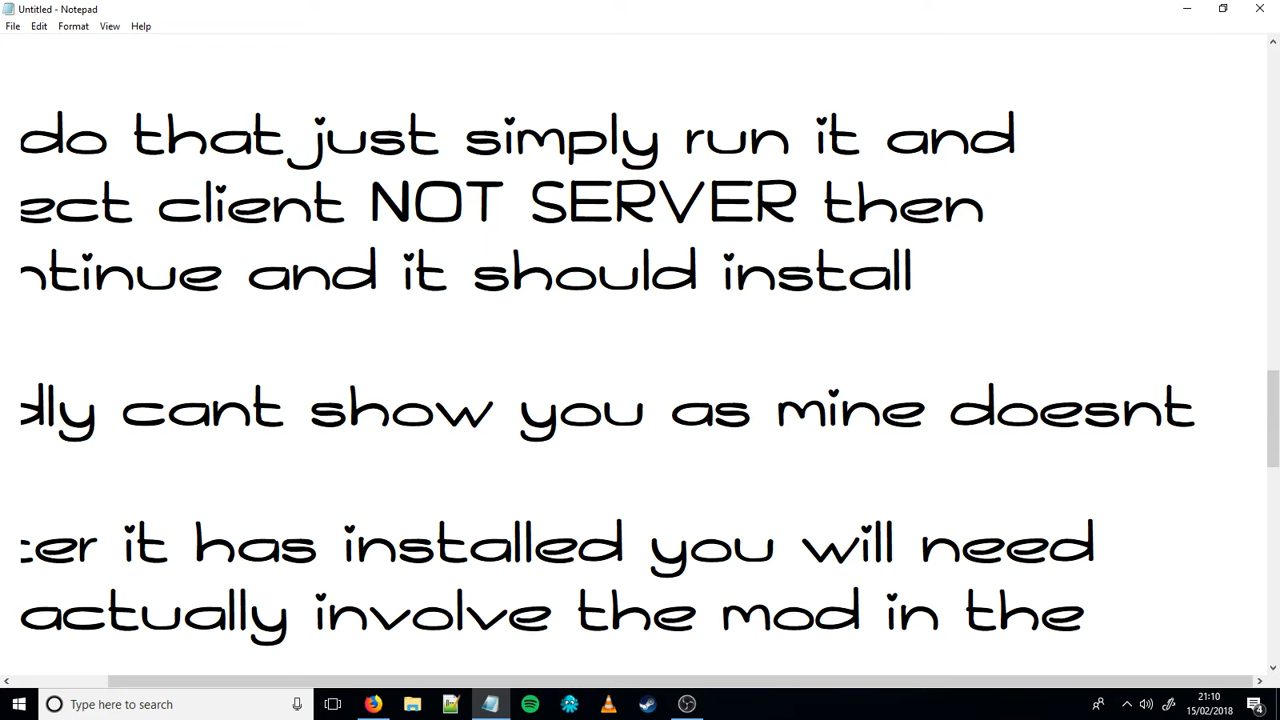 Untitled - Notepad
File Edit Format View Help
do that just simply run it and
ect client NOT SERVER then
ntinue and it should install
dly cant show you as mine doesnt
er it has installed you will need
actually involve the mod in the
Type here to search
21:10
15/02/2018
4